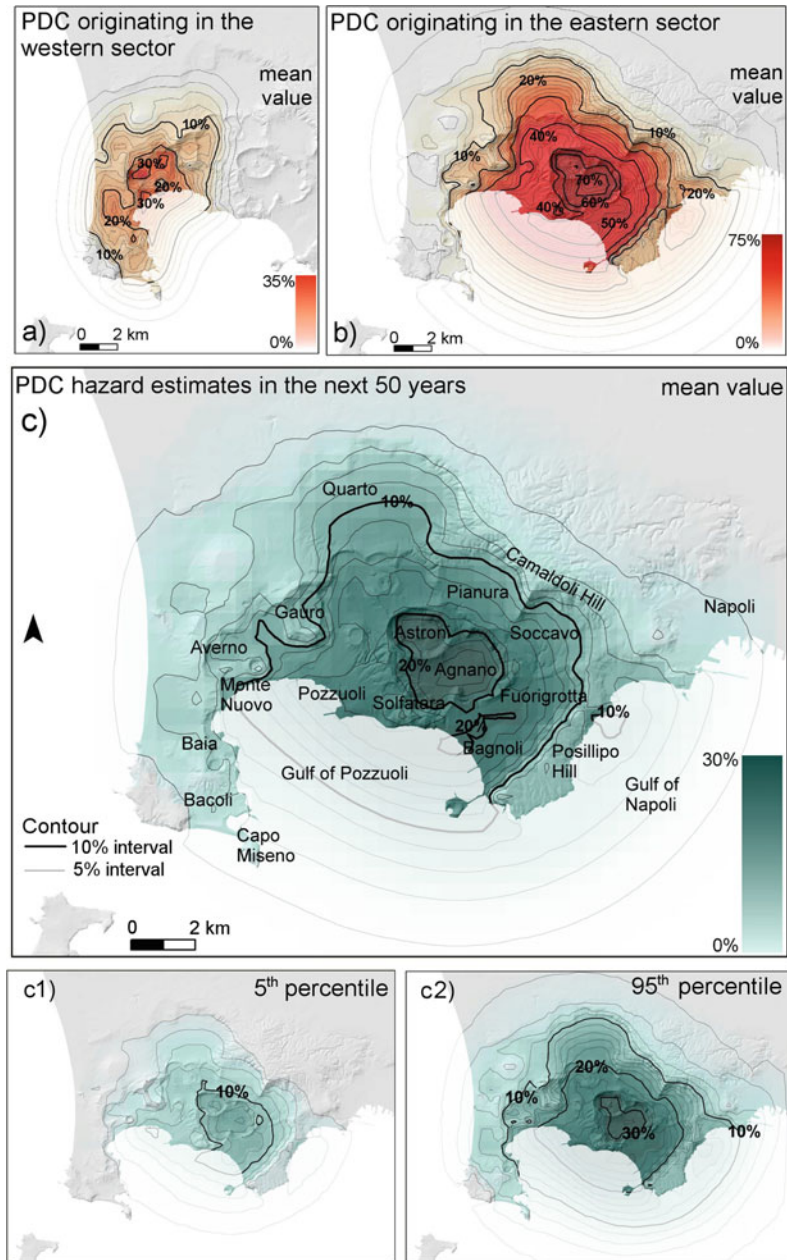 PDC originating in the
western sector
mean
value
10%
30%
20%
30%
20%
10%
35%
0%
a)
0 2 km
PDC originating in the eastern sector
mean
value
20%
40%
10%
10%
70%
20%
60%
40%
50%
75%
0%
b)
0 2 km
PDC hazard estimates in the next 50 years
mean value
c)
Quarto
10%
Camaldoli Hill
Pianura
Napoli
Gauro
Astroni
Soccavo
Averno
20%
Agnano
Monte
Nuovo
Pozzuoli
Solfatara
Fuorigrotta
20%
10%
Baia
Bagnoli
Posillipo
Hill
Gulf of Pozzuoli
Gulf of
Napoli
30%
Bacoli
Contour
10% interval
5% interval
Capo
Miseno
0 2 km
0%
c1)
5th percentile
10%
c2)
95th percentile
20%
10%
30%
10%